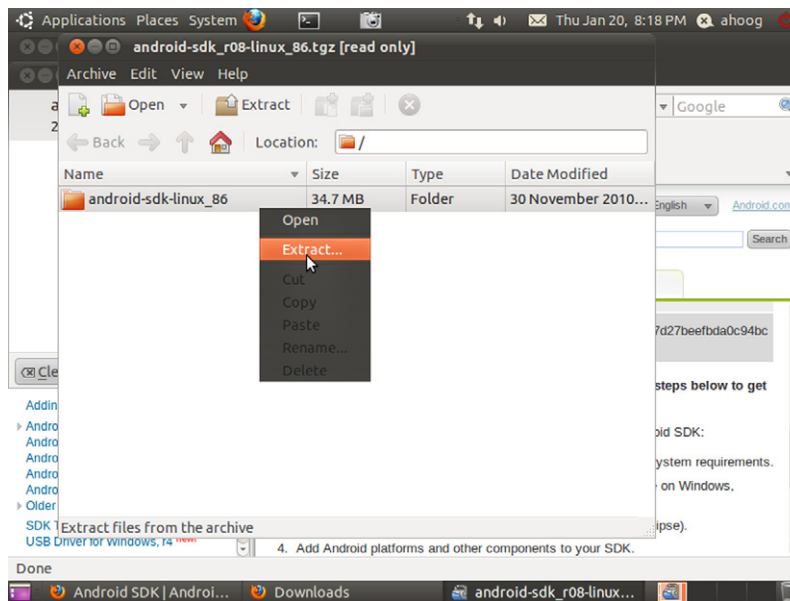 Applications Places System Thu Jan 20, 8:18 PM ahoog
android-sdk_r08-linux_86.tgz [read only]
Archive Edit View Help
Open Extract
Back Location: /
Google
Name Size Type Date Modified
android-sdk-linux_86 34.7 MB Folder 30 November 2010...
English Android.com
Open
Search
Extract...
Cut
Copy
Paste
7d27beefbda0c94bc
Rename...
Delete
Cle
steps below to get
Addin
Andro
oid SDK:
Andro
Andro
ystem requirements.
Andro
Andro
on Windows,
Older
SDK T
Extract files from the archive
ipse).
USB Driver for Windows, r4 new!
4. Add Android platforms and other components to your SDK.
Done
Android SDK | Androi... Downloads android-sdk_r08-linux...